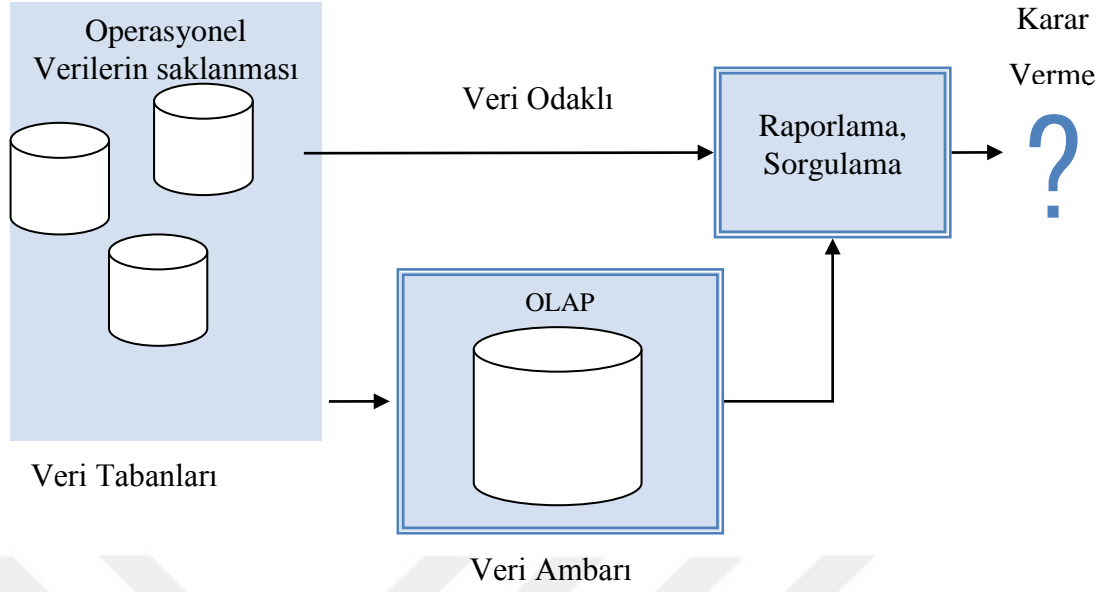 Operasyonel
Verilerin saklanması
Veri Odaklı
Raporlama,
Sorgulama
Karar
Verme
?
OLAP
Veri Tabanları
Veri Ambarı